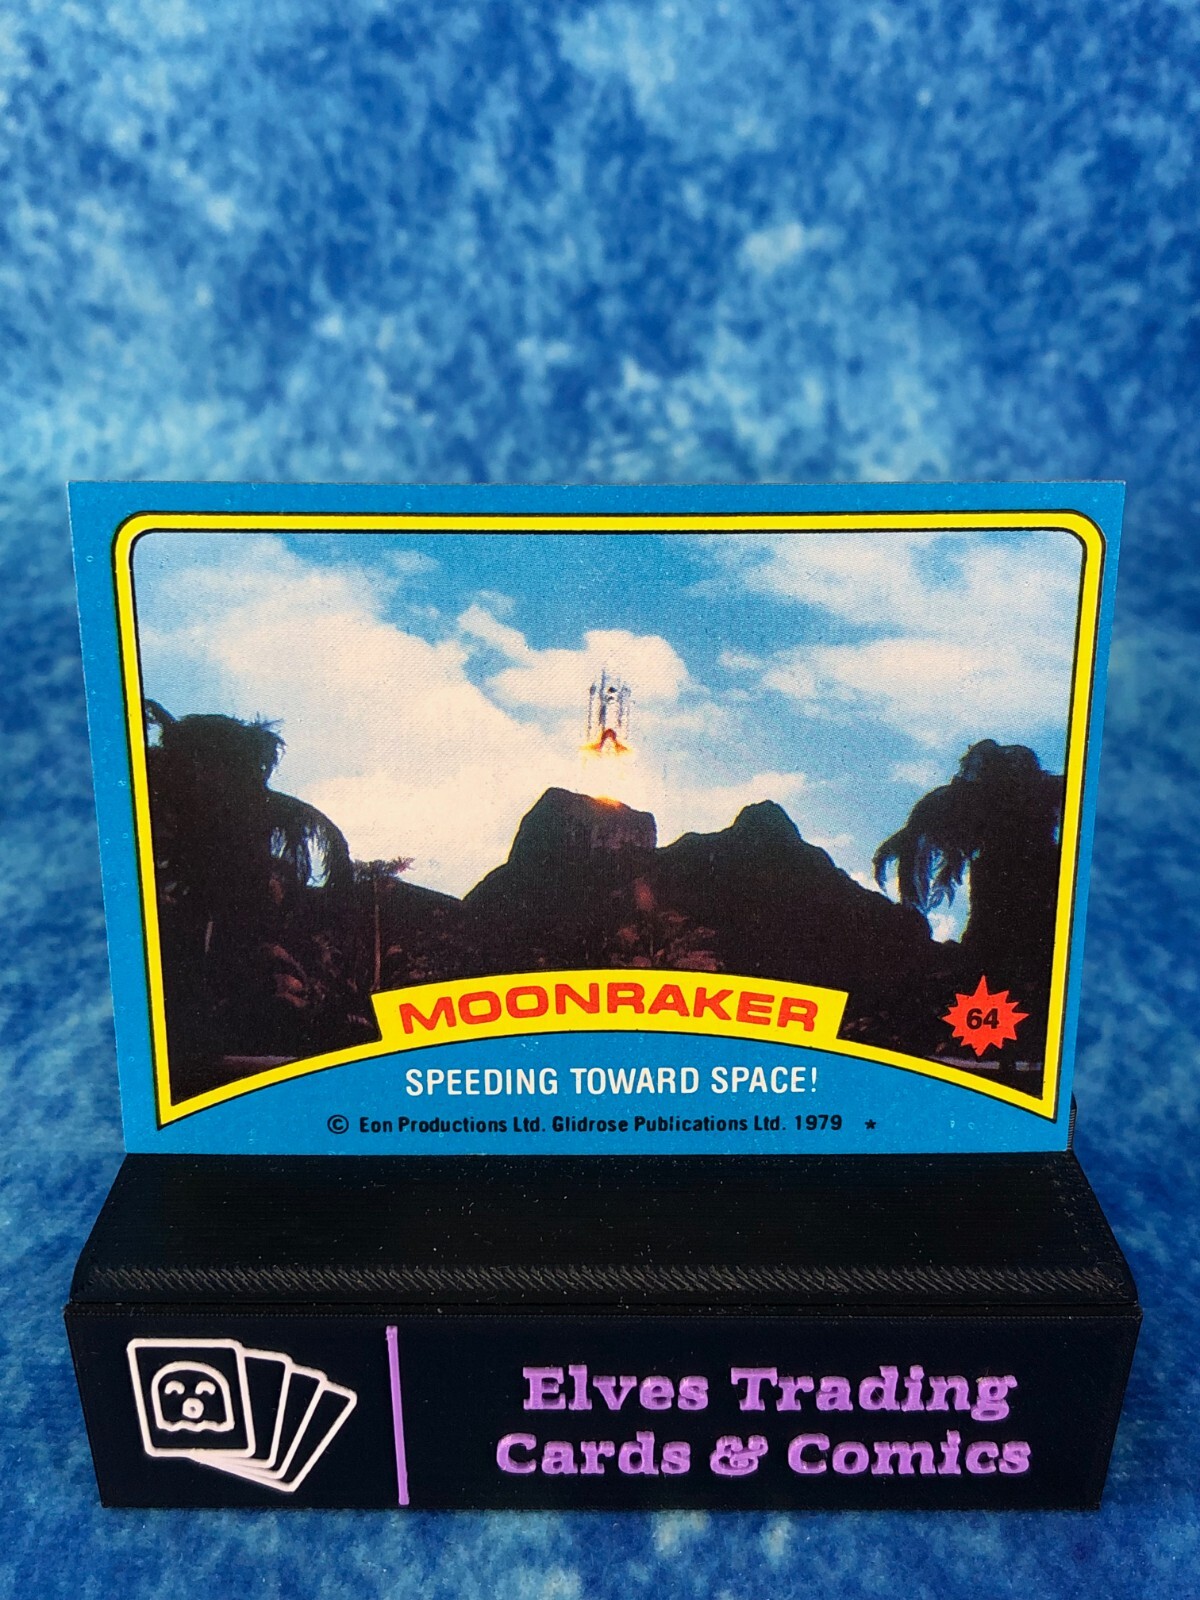 MOONRAKER
64
SPEEDING TOWARD SPACE!
© Eon Productions Ltd. Glidrose Publications Ltd. 1979 *
Elves Trading
Cards & Comics